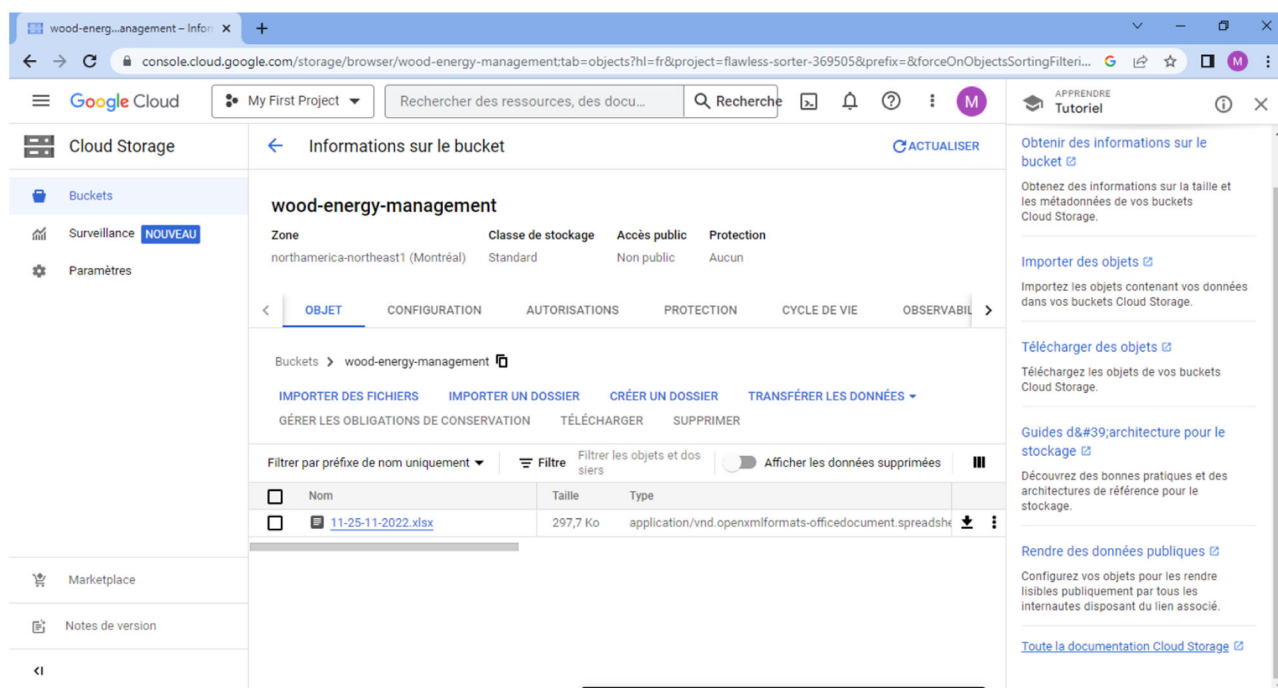 wood-energ...anagement – Infor
console.cloud.google.com/storage/browser/wood-energy-management;tab=objects?hl=fr&project=flawless-sorter-369505&prefix=&forceOnObjectsSortingFilteri...
G
M
Google Cloud
My First Project
Rechercher des ressources, des docu...
Recherche
M
APPRENDRE
Tutoriel
Cloud Storage
Buckets
Surveillance NOUVEAU
Paramètres
Marketplace
Notes de version
Informations sur le bucket
ACTUALISER
wood-energy-management
Zone Classe de stockage Accès public Protection
northamerica-northeast1 (Montréal) Standard Non public Aucun
OBJET CONFIGURATION AUTORISATIONS PROTECTION CYCLE DE VIE OBSERVABIL
Buckets > wood-energy-management
IMPORTER DES FICHIERS IMPORTER UN DOSSIER CRÉER UN DOSSIER TRANSFÉRER LES DONNÉES
GÉRER LES OBLIGATIONS DE CONSERVATION TÉLÉCHARGER SUPPRIMER
Filtrer par préfixe de nom uniquement Filtre Filtrer les objets et dos
siers
Afficher les données supprimées
Nom Taille Type
11-25-11-2022.xlsx 297,7 Ko application/vnd.openxmlformats-officedocument.spreadshe
Obtenir des informations sur le
bucket
Obtenez des informations sur la taille et
les métadonnées de vos buckets
Cloud Storage.
Importer des objets
Importez les objets contenant vos données
dans vos buckets Cloud Storage.
Télécharger des objets
Téléchargez les objets de vos buckets
Cloud Storage.
Guides d&#39;architecture pour le
stockage
Découvrez des bonnes pratiques et des
architectures de référence pour le
stockage.
Rendre des données publiques
Configurez vos objets pour les rendre
lisibles publiquement par tous les
internautes disposant du lien associé.
Toute la documentation Cloud Storage